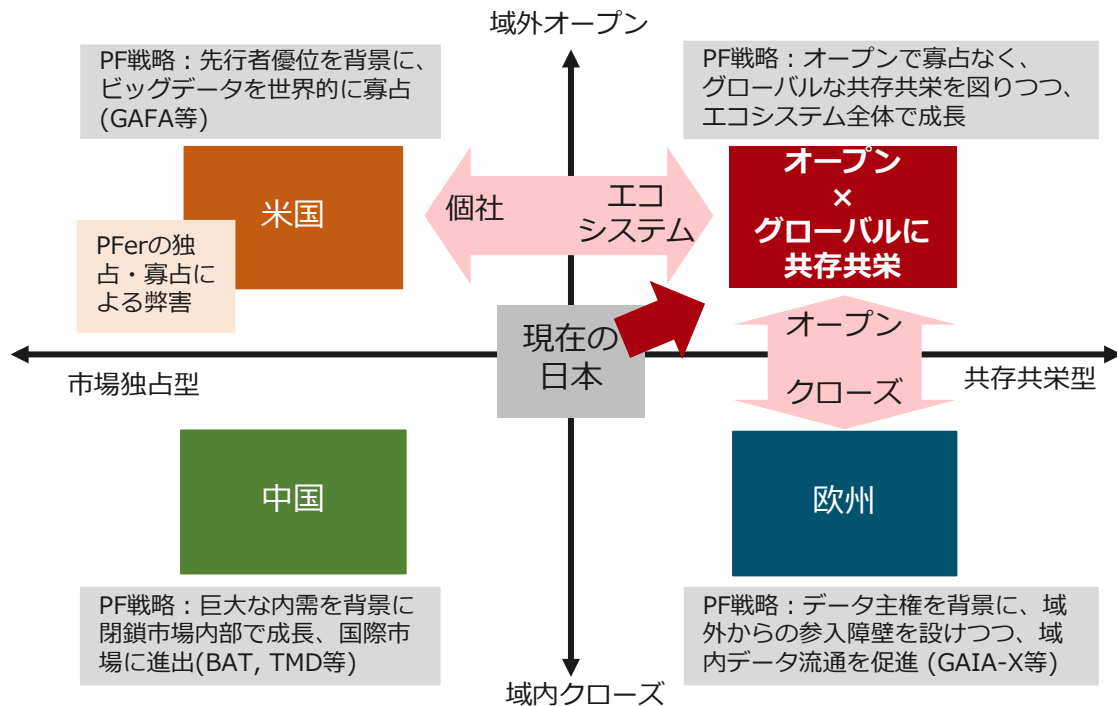 域外オープン
PF戦略：先行者優位を背景に、
ビッグデータを世界的に寡占
(GAFA等)
PF戦略：オープンで寡占なく、
グローバルな共存共栄を図りつつ、
エコシステム全体で成長
米国
個社
エコ
システム
オープン
×
グローバルに
共存共栄
PFerの独
占・寡占に
よる弊害
現在の
日本
オープン
クローズ
市場独占型
共存共栄型
中国
欧州
PF戦略：巨大な内需を背景に
閉鎖市場内部で成長、国際市
場に進出(BAT, TMD等)
PF戦略：データ主権を背景に、域
外からの参入障壁を設けつつ、域
内データ流通を促進 (GAIA-X等)
域内クローズ